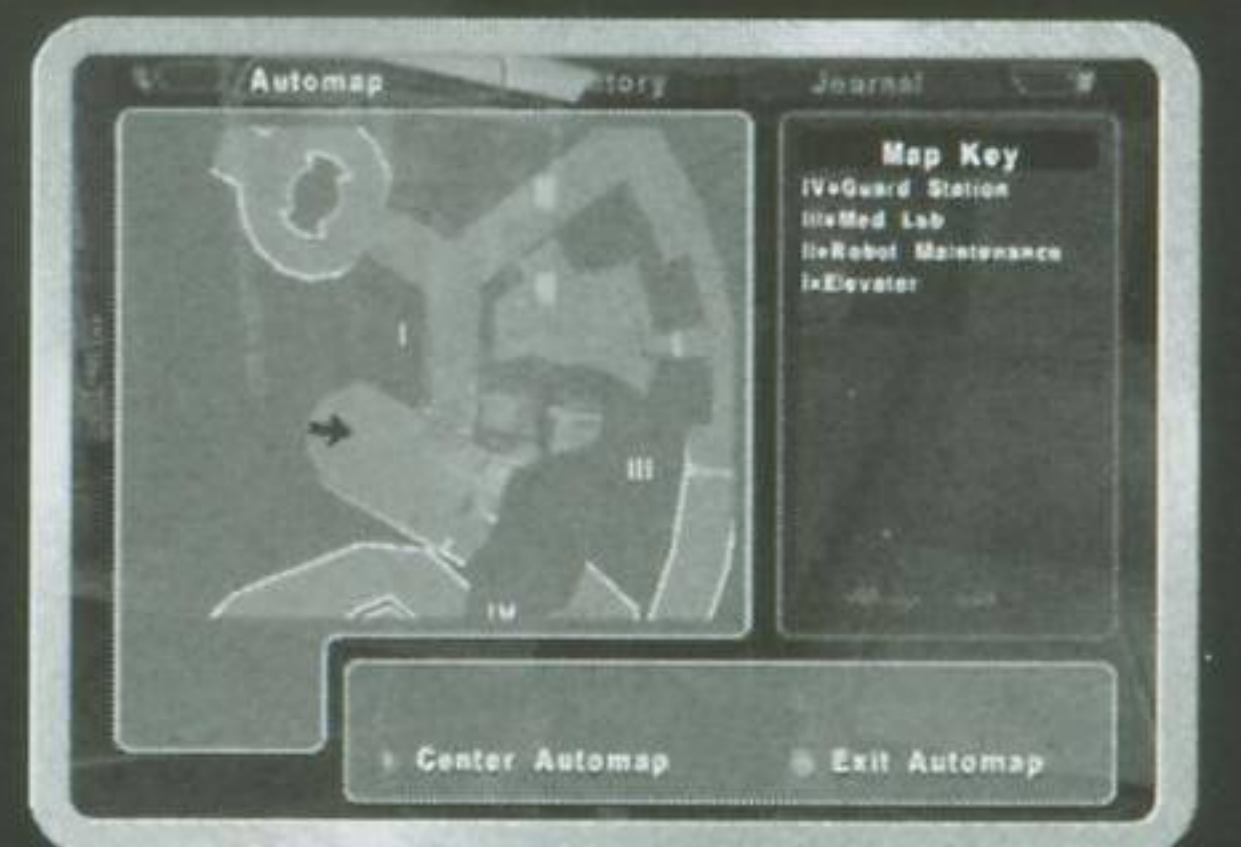 Automap
Journal
Map Key
IV=Guard Station
III=Med Lab
II=Robot Maintenance
I=Elevator
I
III
IV
Center Automap
Exit Automap